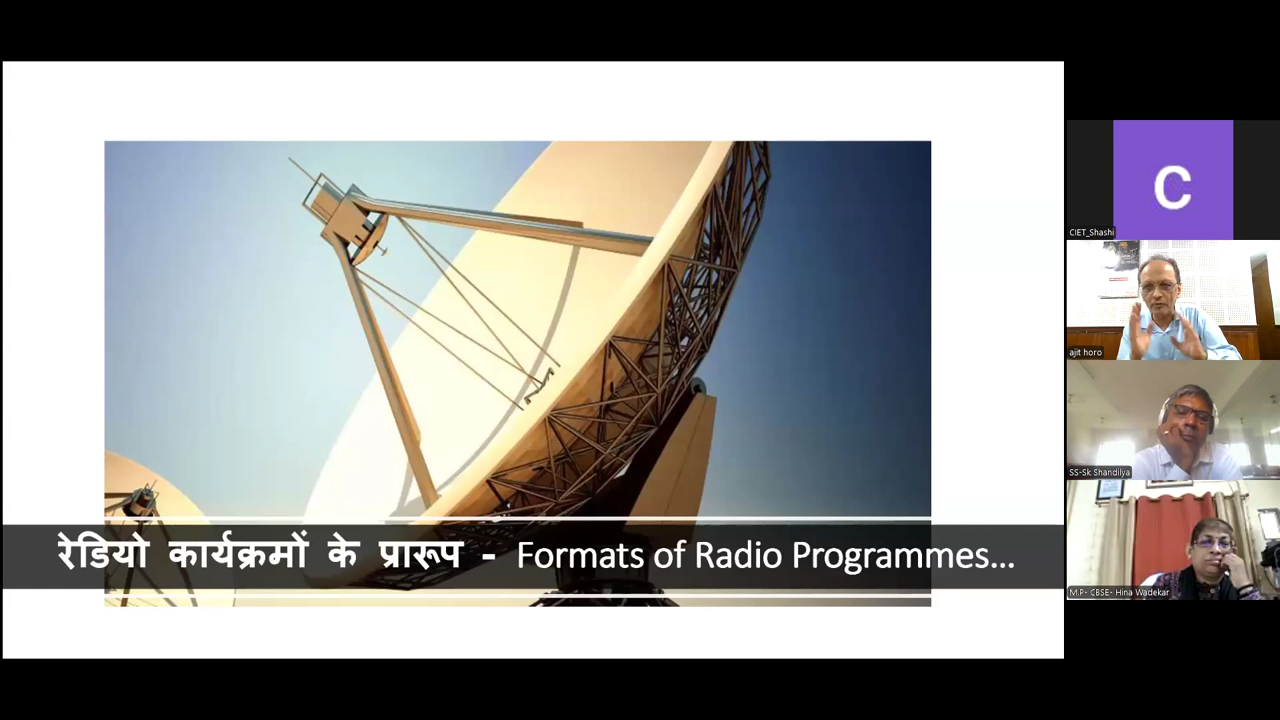 रेडियो कार्यक्रमों के प्रारूप - Formats of Radio Programmes...
C
CIET_Shashi
ajit horo
SS-Sk Shandilya
M.P- CBSE- Hina Wadekar